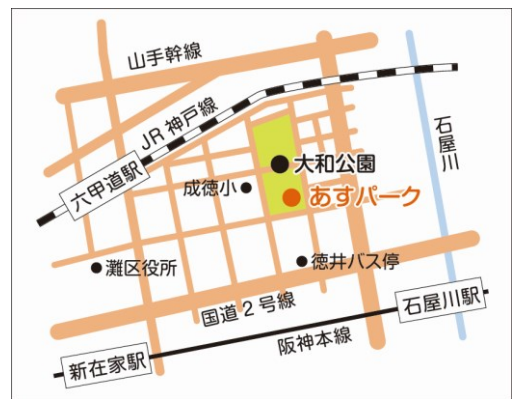 山手幹線
JR神戸線
石屋川
六甲道駅
大和公園
成徳小
あすパーク
灘区役所
徳井バス停
国道2号線
石屋川駅
阪神本線
新在家駅